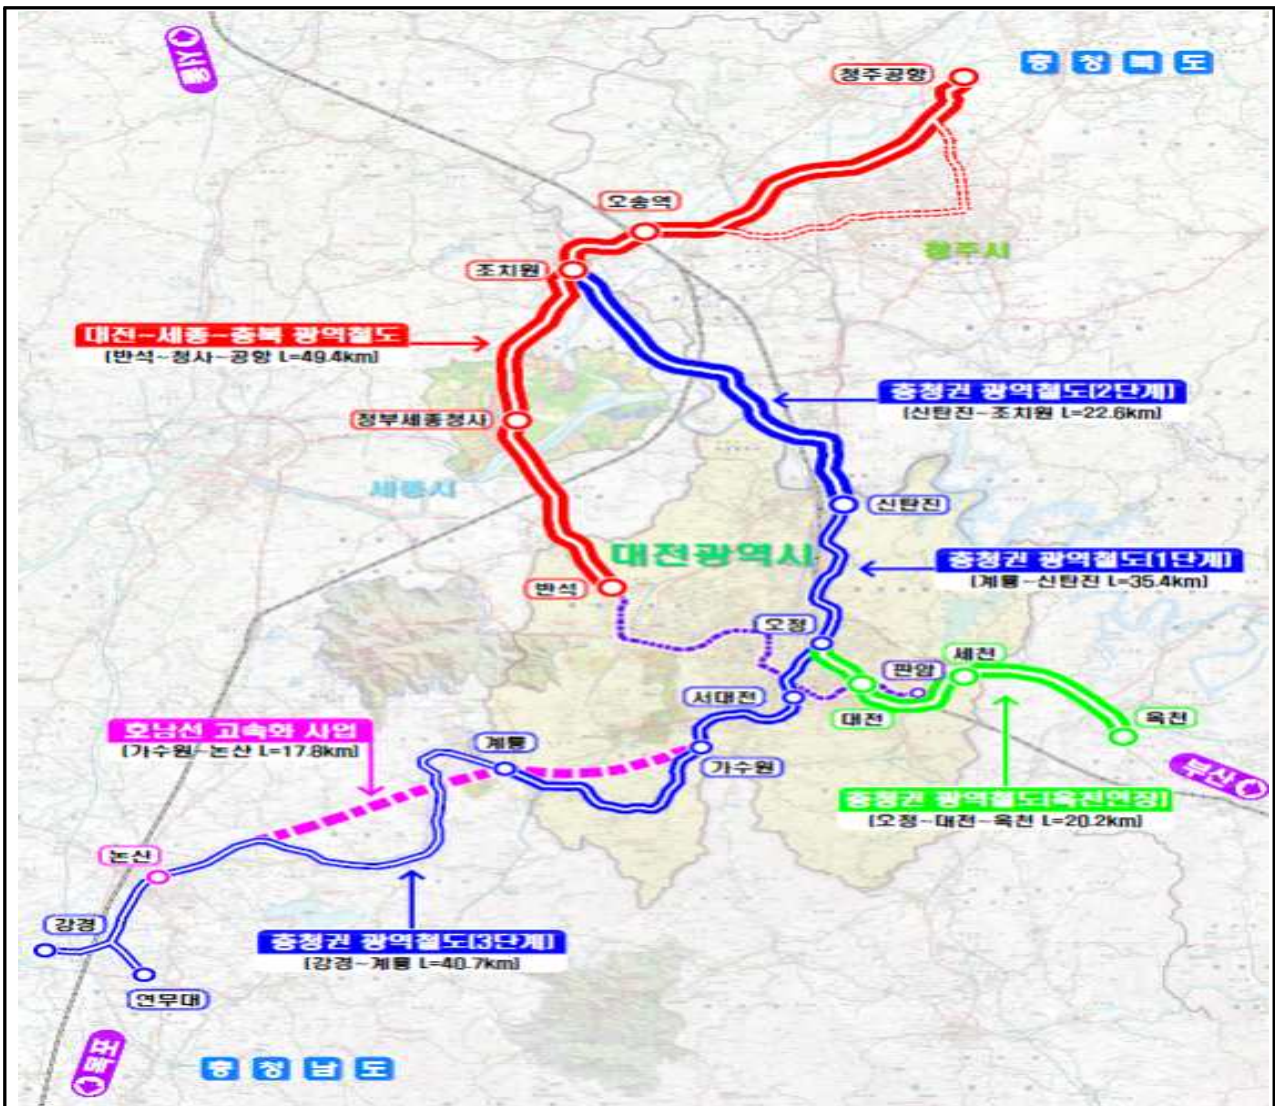 충청북도
청주공항
오송역
청주시
조치원
대전~세종~충북 광역철도
(반석~청사~공항 L=49.4km)
충청권 광역철도(2단계)
(신탄진~조치원 L=22.6km)
정부세종청사
세종시
신탄진
대전광역시
충청권 광역철도(1단계)
(계룡~신탄진 L=35.4km)
반석
오정
세천
판암
서대전
대전
옥천
호남선 고속화 사업
(가수원~논산 L=17.8km)
계룡
가수원
부산
충청권 광역철도(옥천연장)
(오정~대전~옥천 L=20.2km)
논산
강경
충청권 광역철도(3단계)
(강경~계룡 L=40.7km)
연무대
목포
충청남도